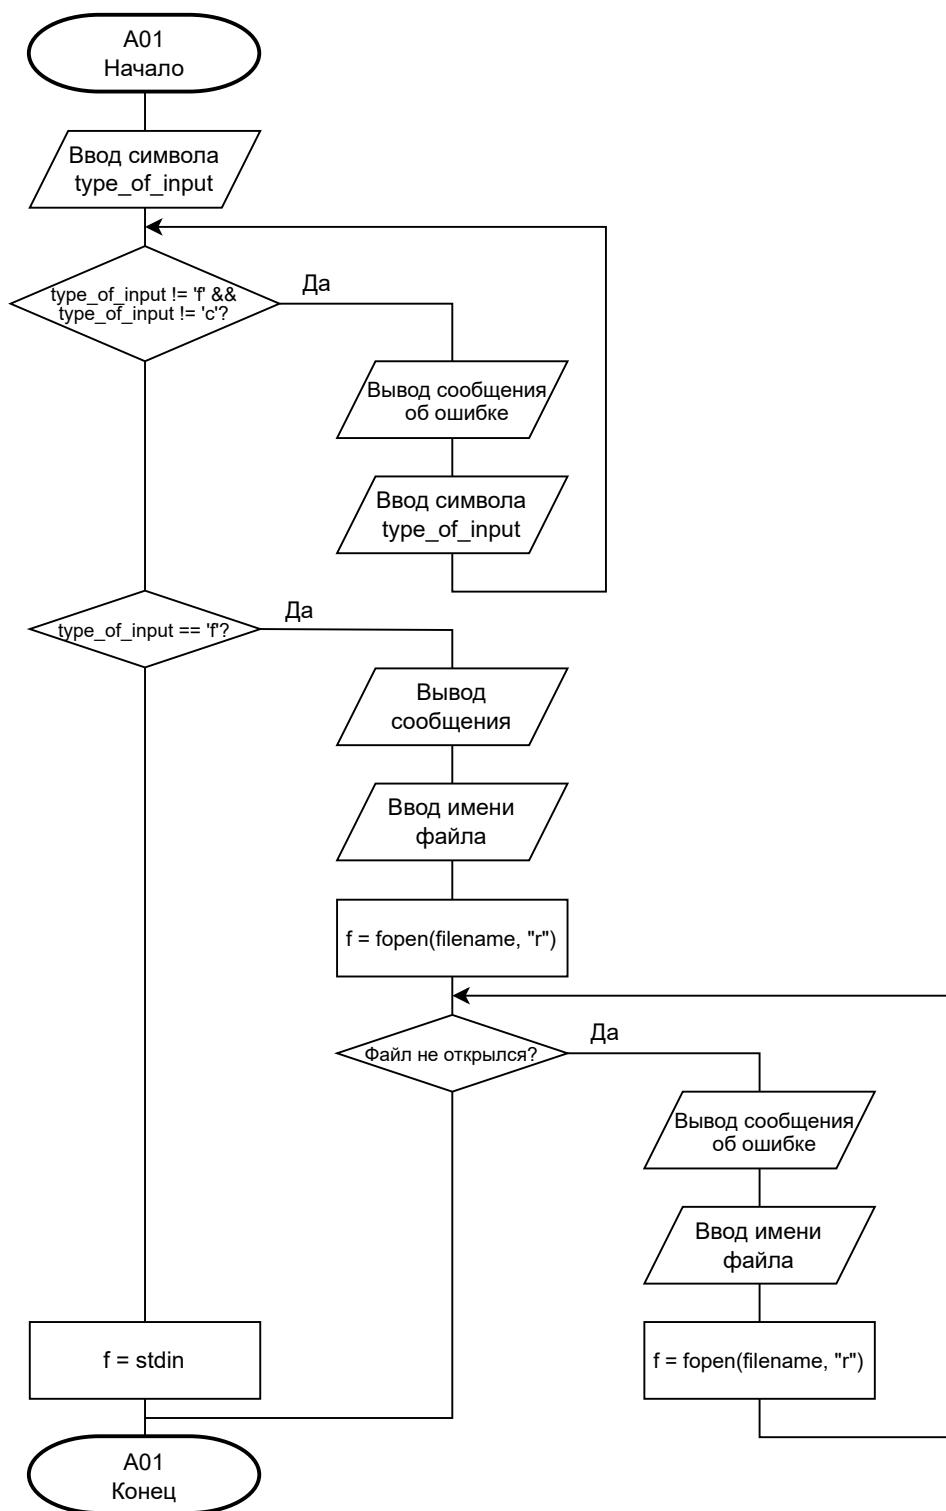 A01
Начало
Ввод символа
type_of_input
type_of_input != 'f' &&
type_of_input != 'c'?
Да
Вывод сообщения
об ошибке
Ввод символа
type_of_input
type_of_input == 'f'?
Да
Вывод
сообщения
Ввод имени
файла
f = fopen(filename, "r")
Файл не открылся?
Да
Вывод сообщения
об ошибке
Ввод имени
файла
f = fopen(filename, "r")
f = stdin
A01
Конец